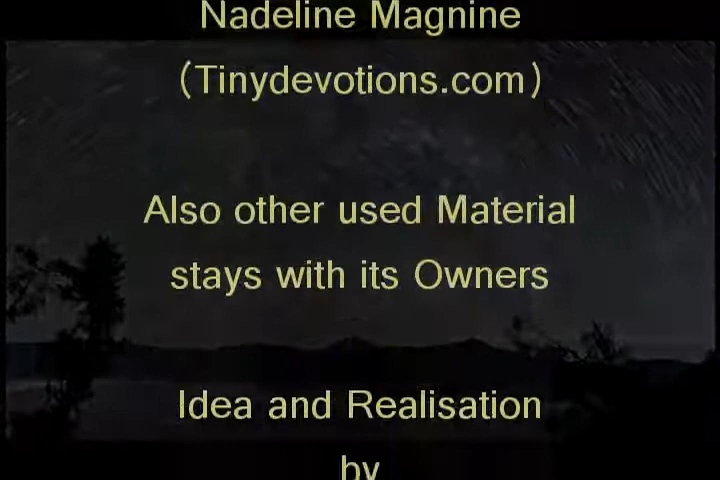 Nadeline Magnine
(Tinydevotions.com)
Also other used Material
stays with its Owners
Idea and Realisation
by